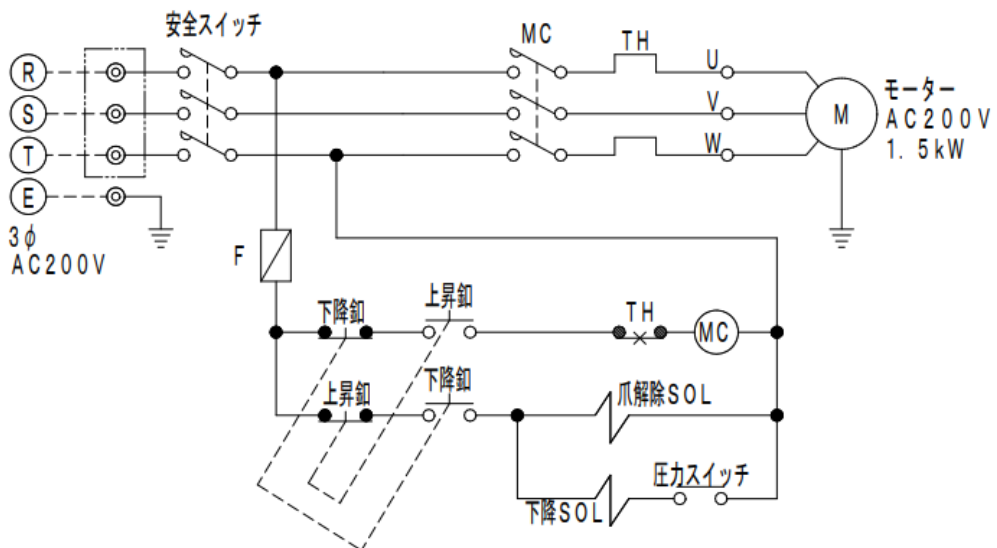 安全スイッチ
MC
TH
R
S
T
E
3φ
AC200V
U
V
W
M
モーター
AC200V
1.5kW
F
下降釦
上昇釦
TH
MC
上昇釦
下降釦
爪解除SOL
圧力スイッチ
下降SOL